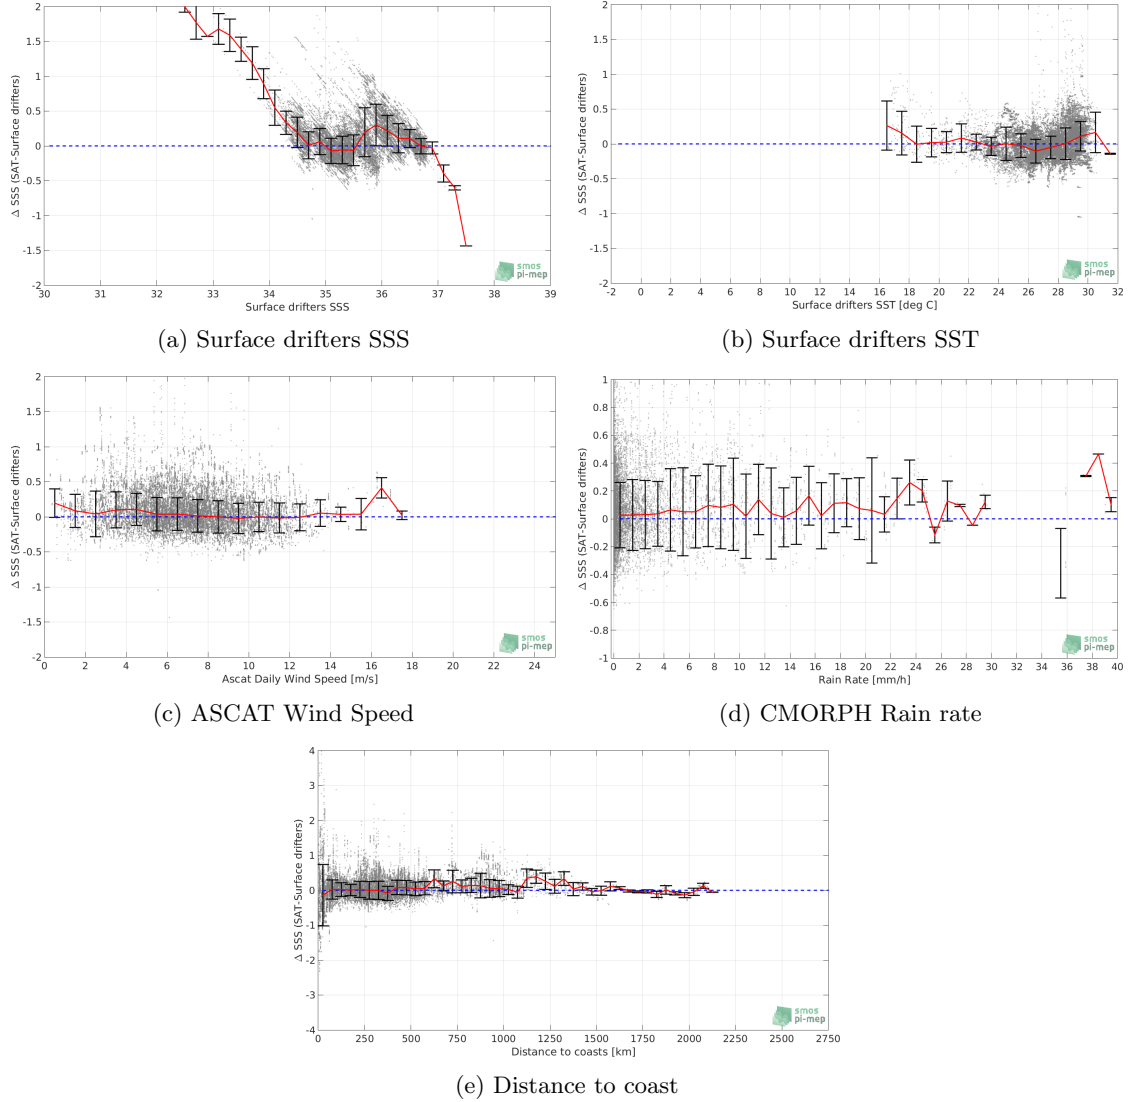 2
1.5
1
0.5
0
-0.5
-1
-1.5
-2
Δ SSS (SAT-Surface drifters)
30 31 32 33 34 35 36 37 38 39
Surface drifters SSS
smos
pi-mep
(a) Surface drifters SSS
2
1.5
1
0.5
0
-0.5
-1
-1.5
-2
Δ SSS (SAT-Surface drifters)
-2 0 2 4 6 8 10 12 14 16 18 20 22 24 26 28 30 32
Surface drifters SST [deg C]
smos
pi-mep
(b) Surface drifters SST
2
1.5
1
0.5
0
-0.5
-1
-1.5
-2
Δ SSS (SAT-Surface drifters)
0 2 4 6 8 10 12 14 16 18 20 22 24
Ascat Daily Wind Speed [m/s]
smos
pi-mep
(c) ASCAT Wind Speed
1
0.8
0.6
0.4
0.2
0
-0.2
-0.4
-0.6
-0.8
-1
Δ SSS (SAT-Surface drifters)
0 2 4 6 8 10 12 14 16 18 20 22 24 26 28 30 32 34 36 38 40
Rain Rate [mm/h]
smos
pi-mep
(d) CMORPH Rain rate
4
3
2
1
0
-1
-2
-3
-4
Δ SSS (SAT-Surface drifters)
0 250 500 750 1000 1250 1500 1750 2000 2250 2500 2750
Distance to coasts [km]
smos
pi-mep
(e) Distance to coast